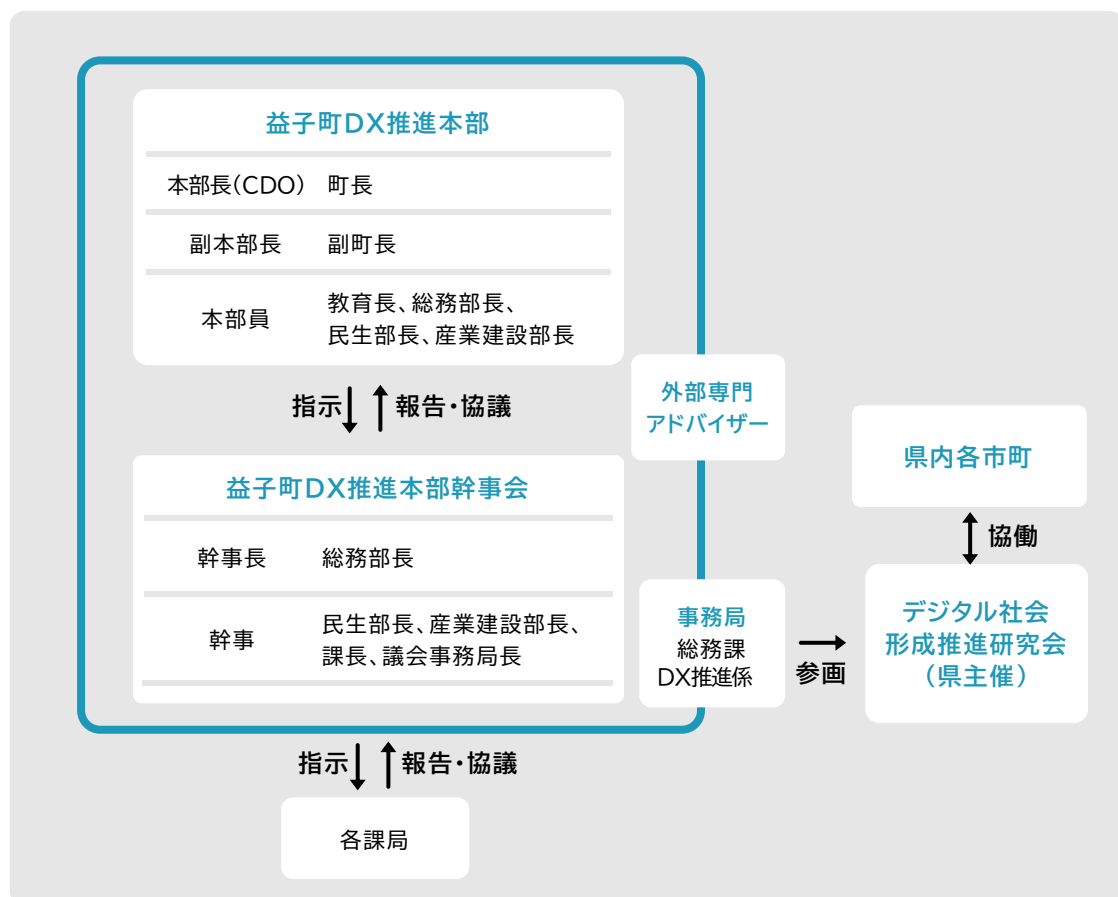 益子町DX推進本部
本部長(CDO) 町長
副本部長 副町長
本部員 教育長、総務部長、
民生部長、産業建設部長
指示 報告・協議
外部専門
アドバイザー
益子町DX推進本部幹事会
幹事長 総務部長
幹事 民生部長、産業建設部長、
課長、議会事務局長
事務局
総務課
DX推進係
参画
県内各市町
協働
デジタル社会
形成推進研究会
(県主催)
指示 報告・協議
各課局